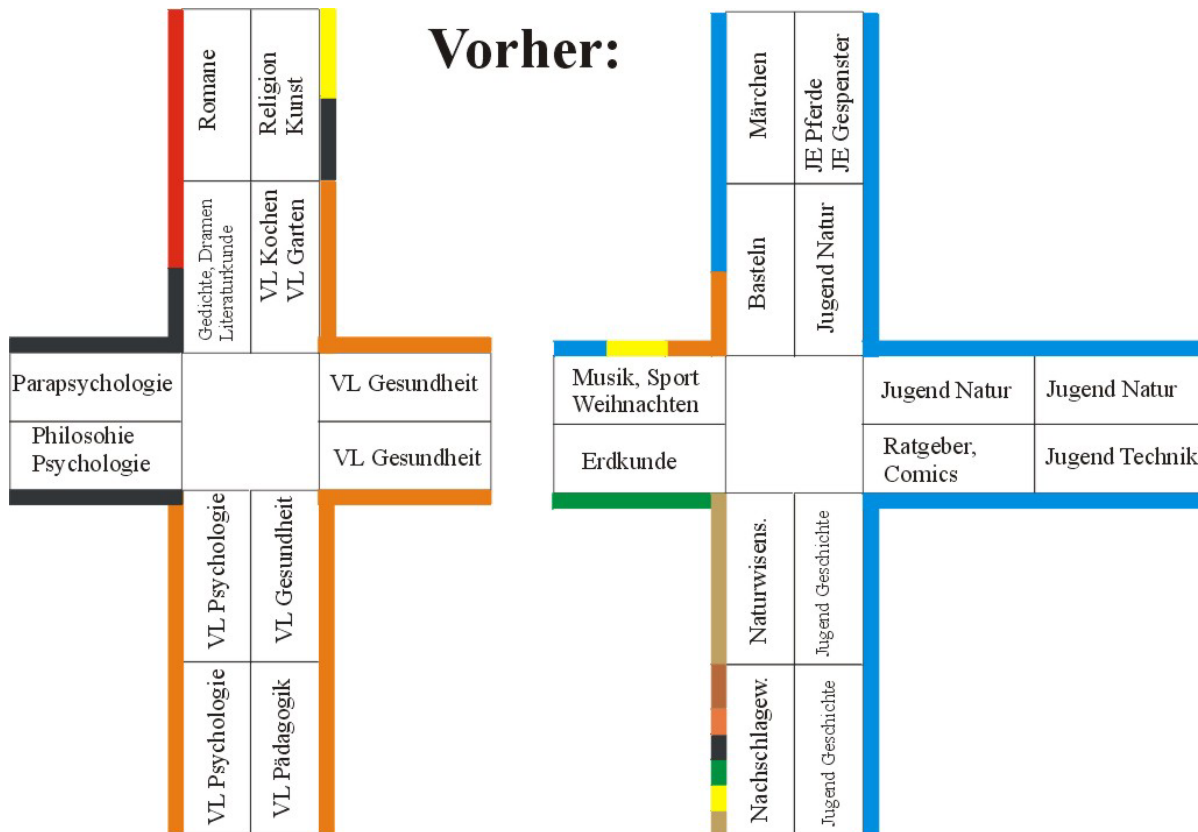 Vorher:
Romane
Religion
Kunst
Gedichte, Dramen
Literaturkunde
VL Kochen
VL Garten
Parapsychologie
Philosohie
Psychologie
VL Gesundheit
VL Gesundheit
VL Psychologie
VL Gesundheit
VL Psychologie
VL Pädagogik
Märchen
JE Pferde
JE Gespenster
Basteln
Jugend Natur
Musik, Sport
Weihnachten
Erdkunde
Jugend Natur
Jugend Natur
Ratgeber,
Comics
Jugend Technik
Naturwisens.
Jugend Geschichte
Nachschlagew.
Jugend Geschichte